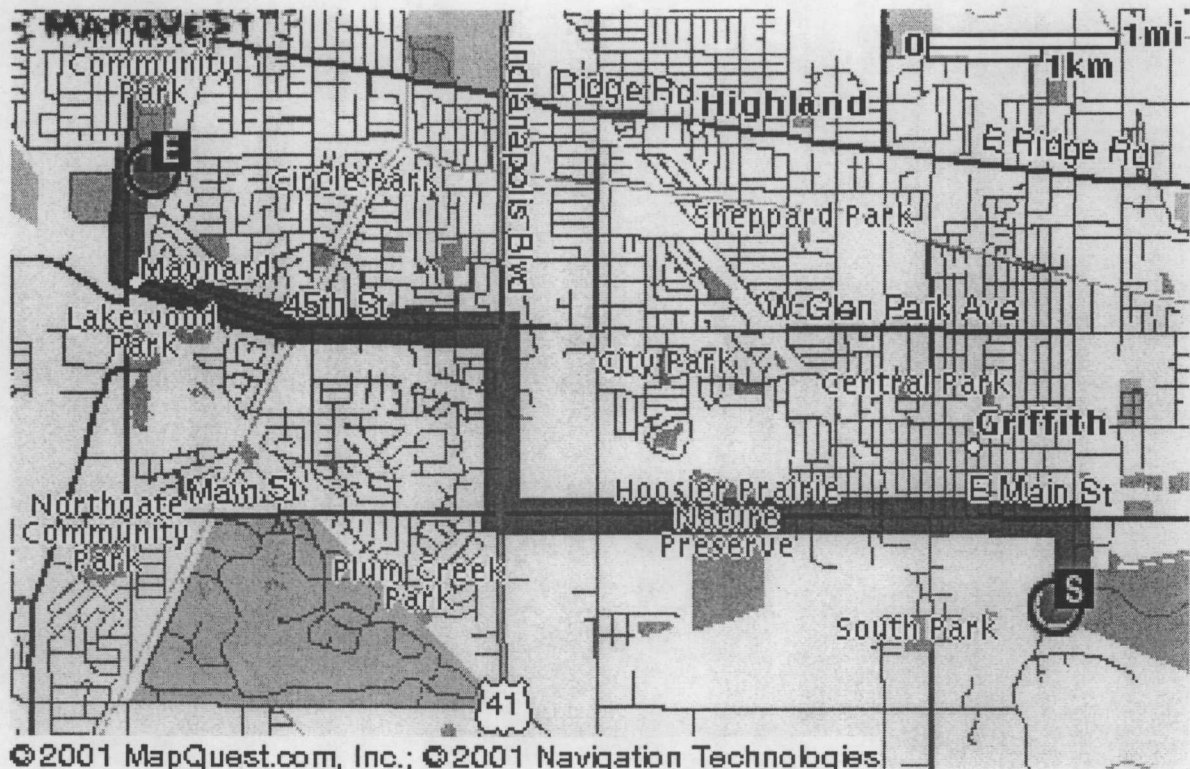 MAPQUEST
Munster
Community
Park
0
1mi
1km
Ridge Rd
Highland
E Ridge Rd
E
Indianapolis Blvd
Circle Park
Sheppard Park
Maynard
45th St
W Glen Park Ave
Lakewood
Park
City Park
Central Park
Griffith
Main St
Hoosier Prairie
Nature
Preserve
E Main St
Northgate
Community
Park
Plum Creek
Park
S
South Park
41
©2001 MapQuest.com, Inc.; ©2001 Navigation Technologies